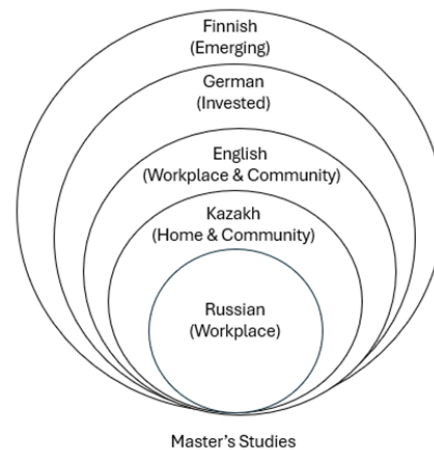 Finnish
(Emerging)
German
(Invested)
English
(Workplace & Community)
Kazakh
(Home & Community)
Russian
(Workplace)
Master’s Studies